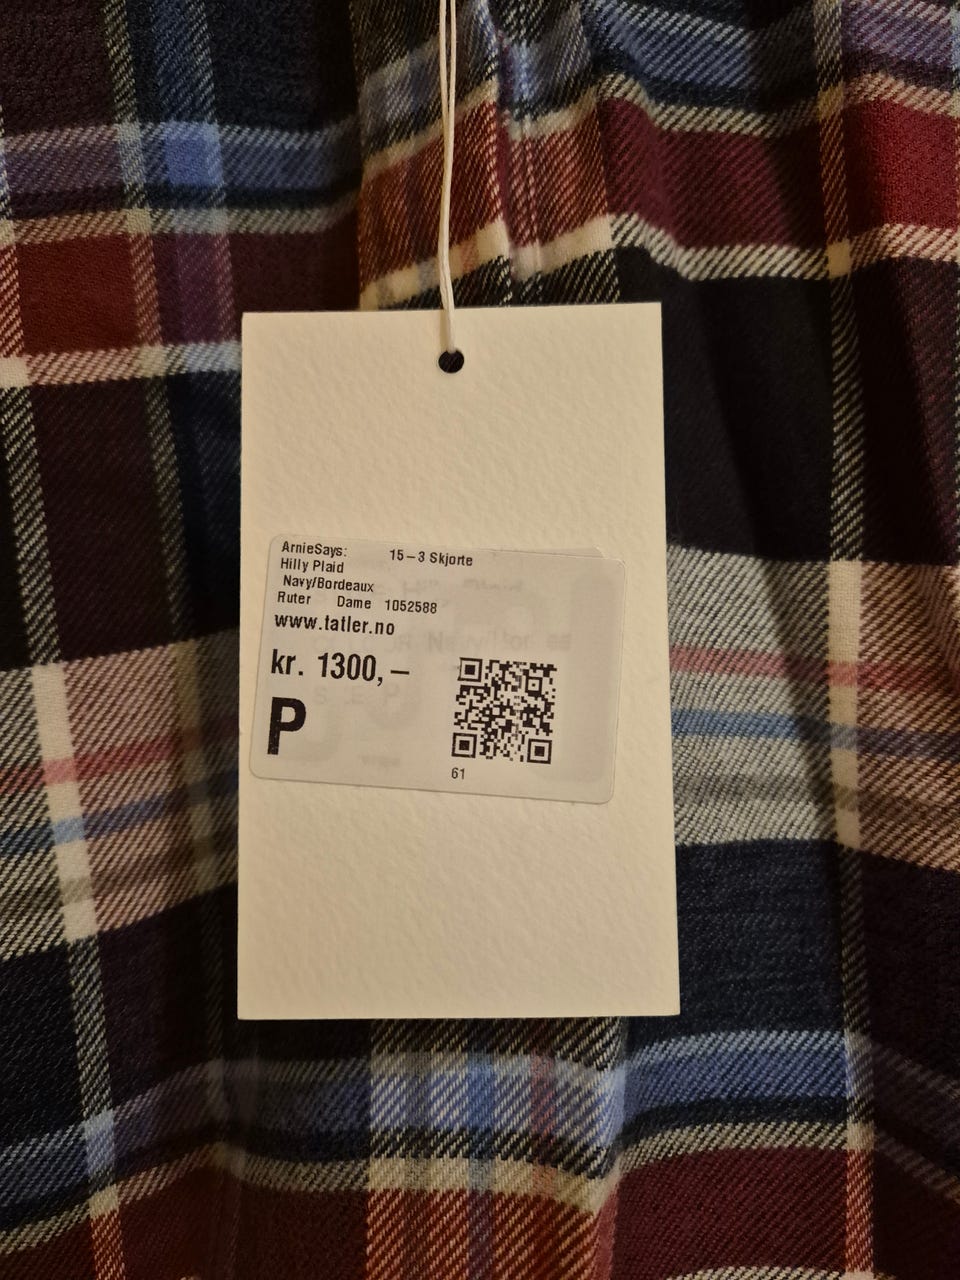 ArnieSays: 15-3 Skjorte
Hilly Plaid
Navy/Bordeaux
Ruter Dame 1052588
www.tatler.no
kr. 1300,-
P
61